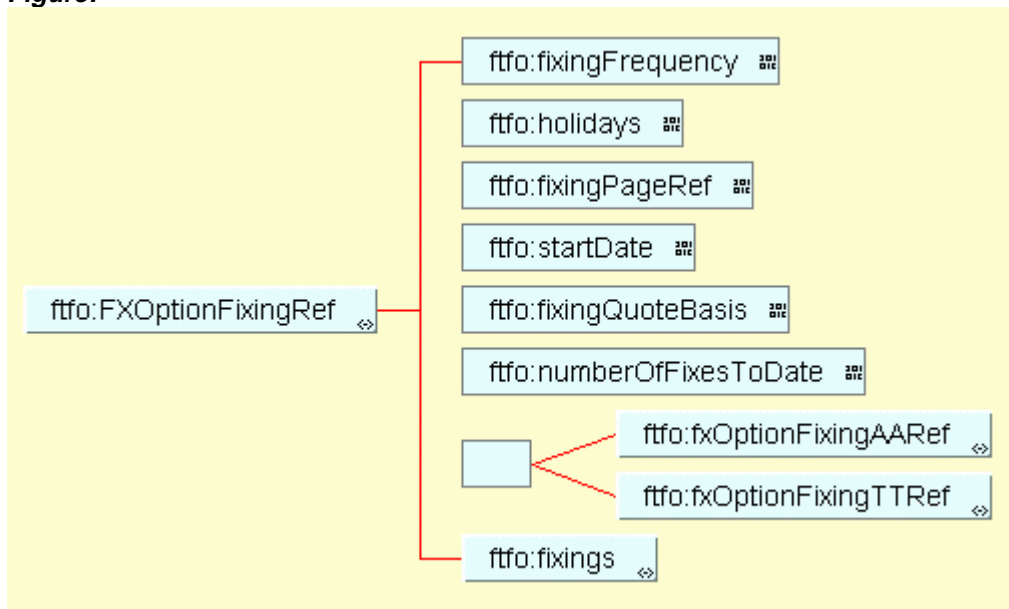 Figure:
ftfo:fixingFrequency
ftfo:holidays
ftfo:fixingPageRef
ftfo:startDate
ftfo:FXOptionFixingRef
ftfo:fixingQuoteBasis
ftfo:numberOfFixesToDate
ftfo:fxOptionFixingAARef
ftfo:fxOptionFixingTTRef
ftfo:fixings